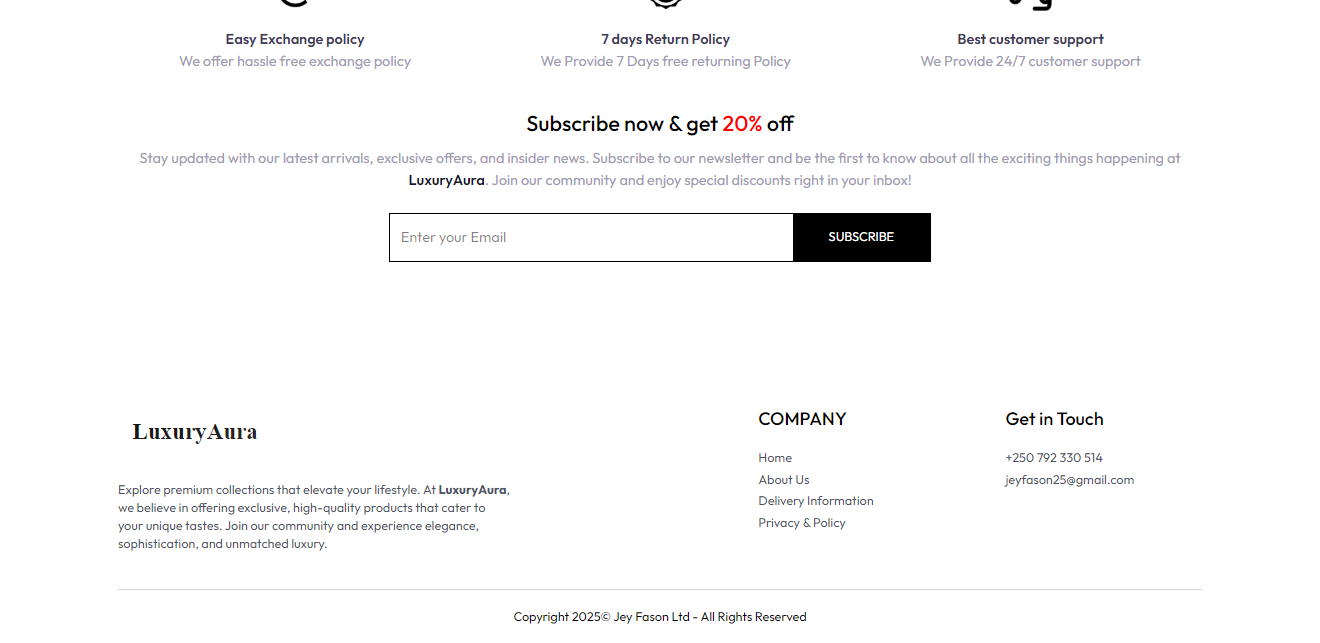 Easy Exchange policy
We offer hassle free exchange policy
7 days Return Policy
We Provide 7 Days free returning Policy
Best customer support
We Provide 24/7 customer support
Subscribe now & get 20% off
Stay updated with our latest arrivals, exclusive offers, and insider news. Subscribe to our newsletter and be the first to know about all the exciting things happening at
LuxuryAura. Join our community and enjoy special discounts right in your inbox!
Enter your Email
SUBSCRIBE
LuxuryAura
Explore premium collections that elevate your lifestyle. At LuxuryAura,
we believe in offering exclusive, high-quality products that cater to
your unique tastes. Join our community and experience elegance,
sophistication, and unmatched luxury.
COMPANY
Home
About Us
Delivery Information
Privacy & Policy
Get in Touch
+250 792 330 514
jeyfason25@gmail.com
Copyright 2025© Jey Fason Ltd - All Rights Reserved